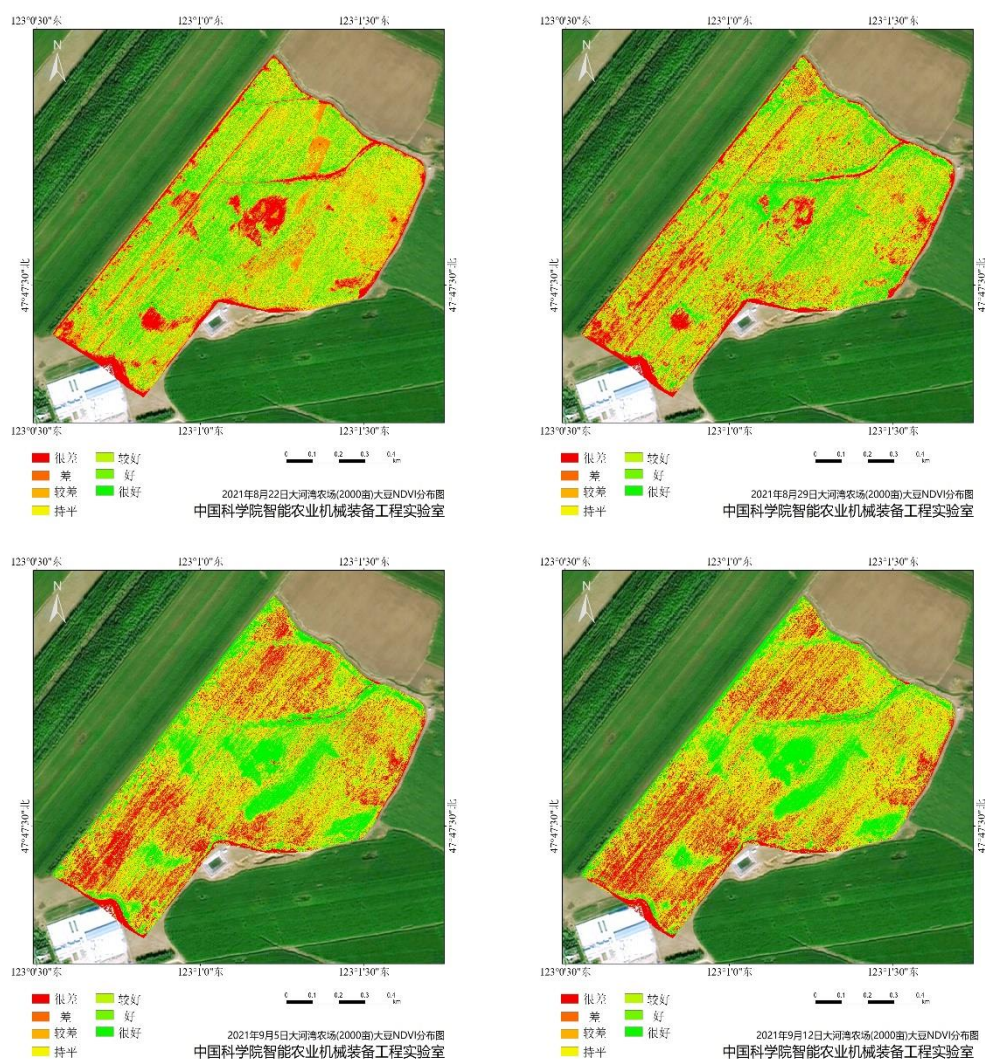 123°0′30″东 123°1′0″东 123°1′30″东
N
47°47′30″北
123°0′30″东 123°1′0″东 123°1′30″东
很差 较好
差 好
较差 很好
持平
0 0.1 0.2 0.4
km
2021年8月22日大河湾农场(2000亩)大豆NDVI分布图
中国科学院智能农业机械装备工程实验室
123°0′30″东 123°1′0″东 123°1′30″东
N
47°47′30″北
47°47′30″北
123°0′30″东 123°1′0″东 123°1′30″东
很差 较好
差 好
较差 很好
持平
0 0.1 0.2 0.4
km
2021年8月29日大河湾农场(2000亩)大豆NDVI分布图
中国科学院智能农业机械装备工程实验室
123°0′30″东 123°1′0″东 123°1′30″东
N
47°47′30″北
47°47′30″北
123°0′30″东 123°1′0″东 123°1′30″东
很差 较好
差 好
较差 很好
持平
0 0.1 0.2 0.4
km
2021年9月5日大河湾农场(2000亩)大豆NDVI分布图
中国科学院智能农业机械装备工程实验室
123°0′30″东 123°1′0″东 123°1′30″东
N
47°47′30″北
47°47′30″北
123°0′30″东 123°1′0″东 123°1′30″东
很差 较好
差 好
较差 很好
持平
0 0.1 0.2 0.4
km
2021年9月12日大河湾农场(2000亩)大豆NDVI分布图
中国科学院智能农业机械装备工程实验室